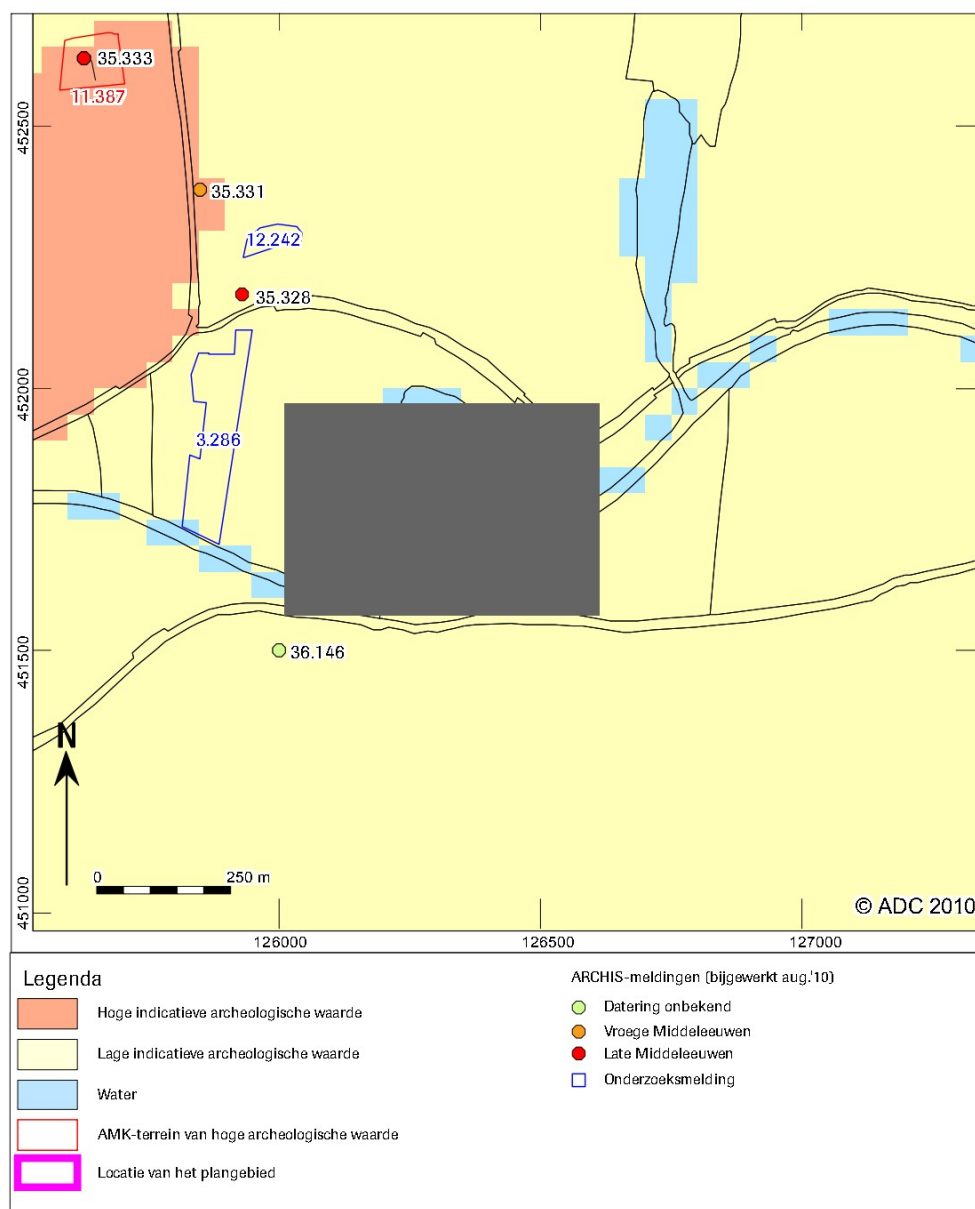 35.333
11.387
452500
35.331
12.242
35.328
452000
3.286
451500
36.146
N
0 250 m
451000
© ADC 2010
126000 126500 127000
Legenda
Hoge indicatieve archeologische waarde
Lage indicatieve archeologische waarde
Water
AMK-terrein van hoge archeologische waarde
Locatie van het plangebied
ARCHIS-meldingen (bijgewerkt aug.'10)
Datering onbekend
Vroege Middeleeuwen
Late Middeleeuwen
Onderzoeksmelding